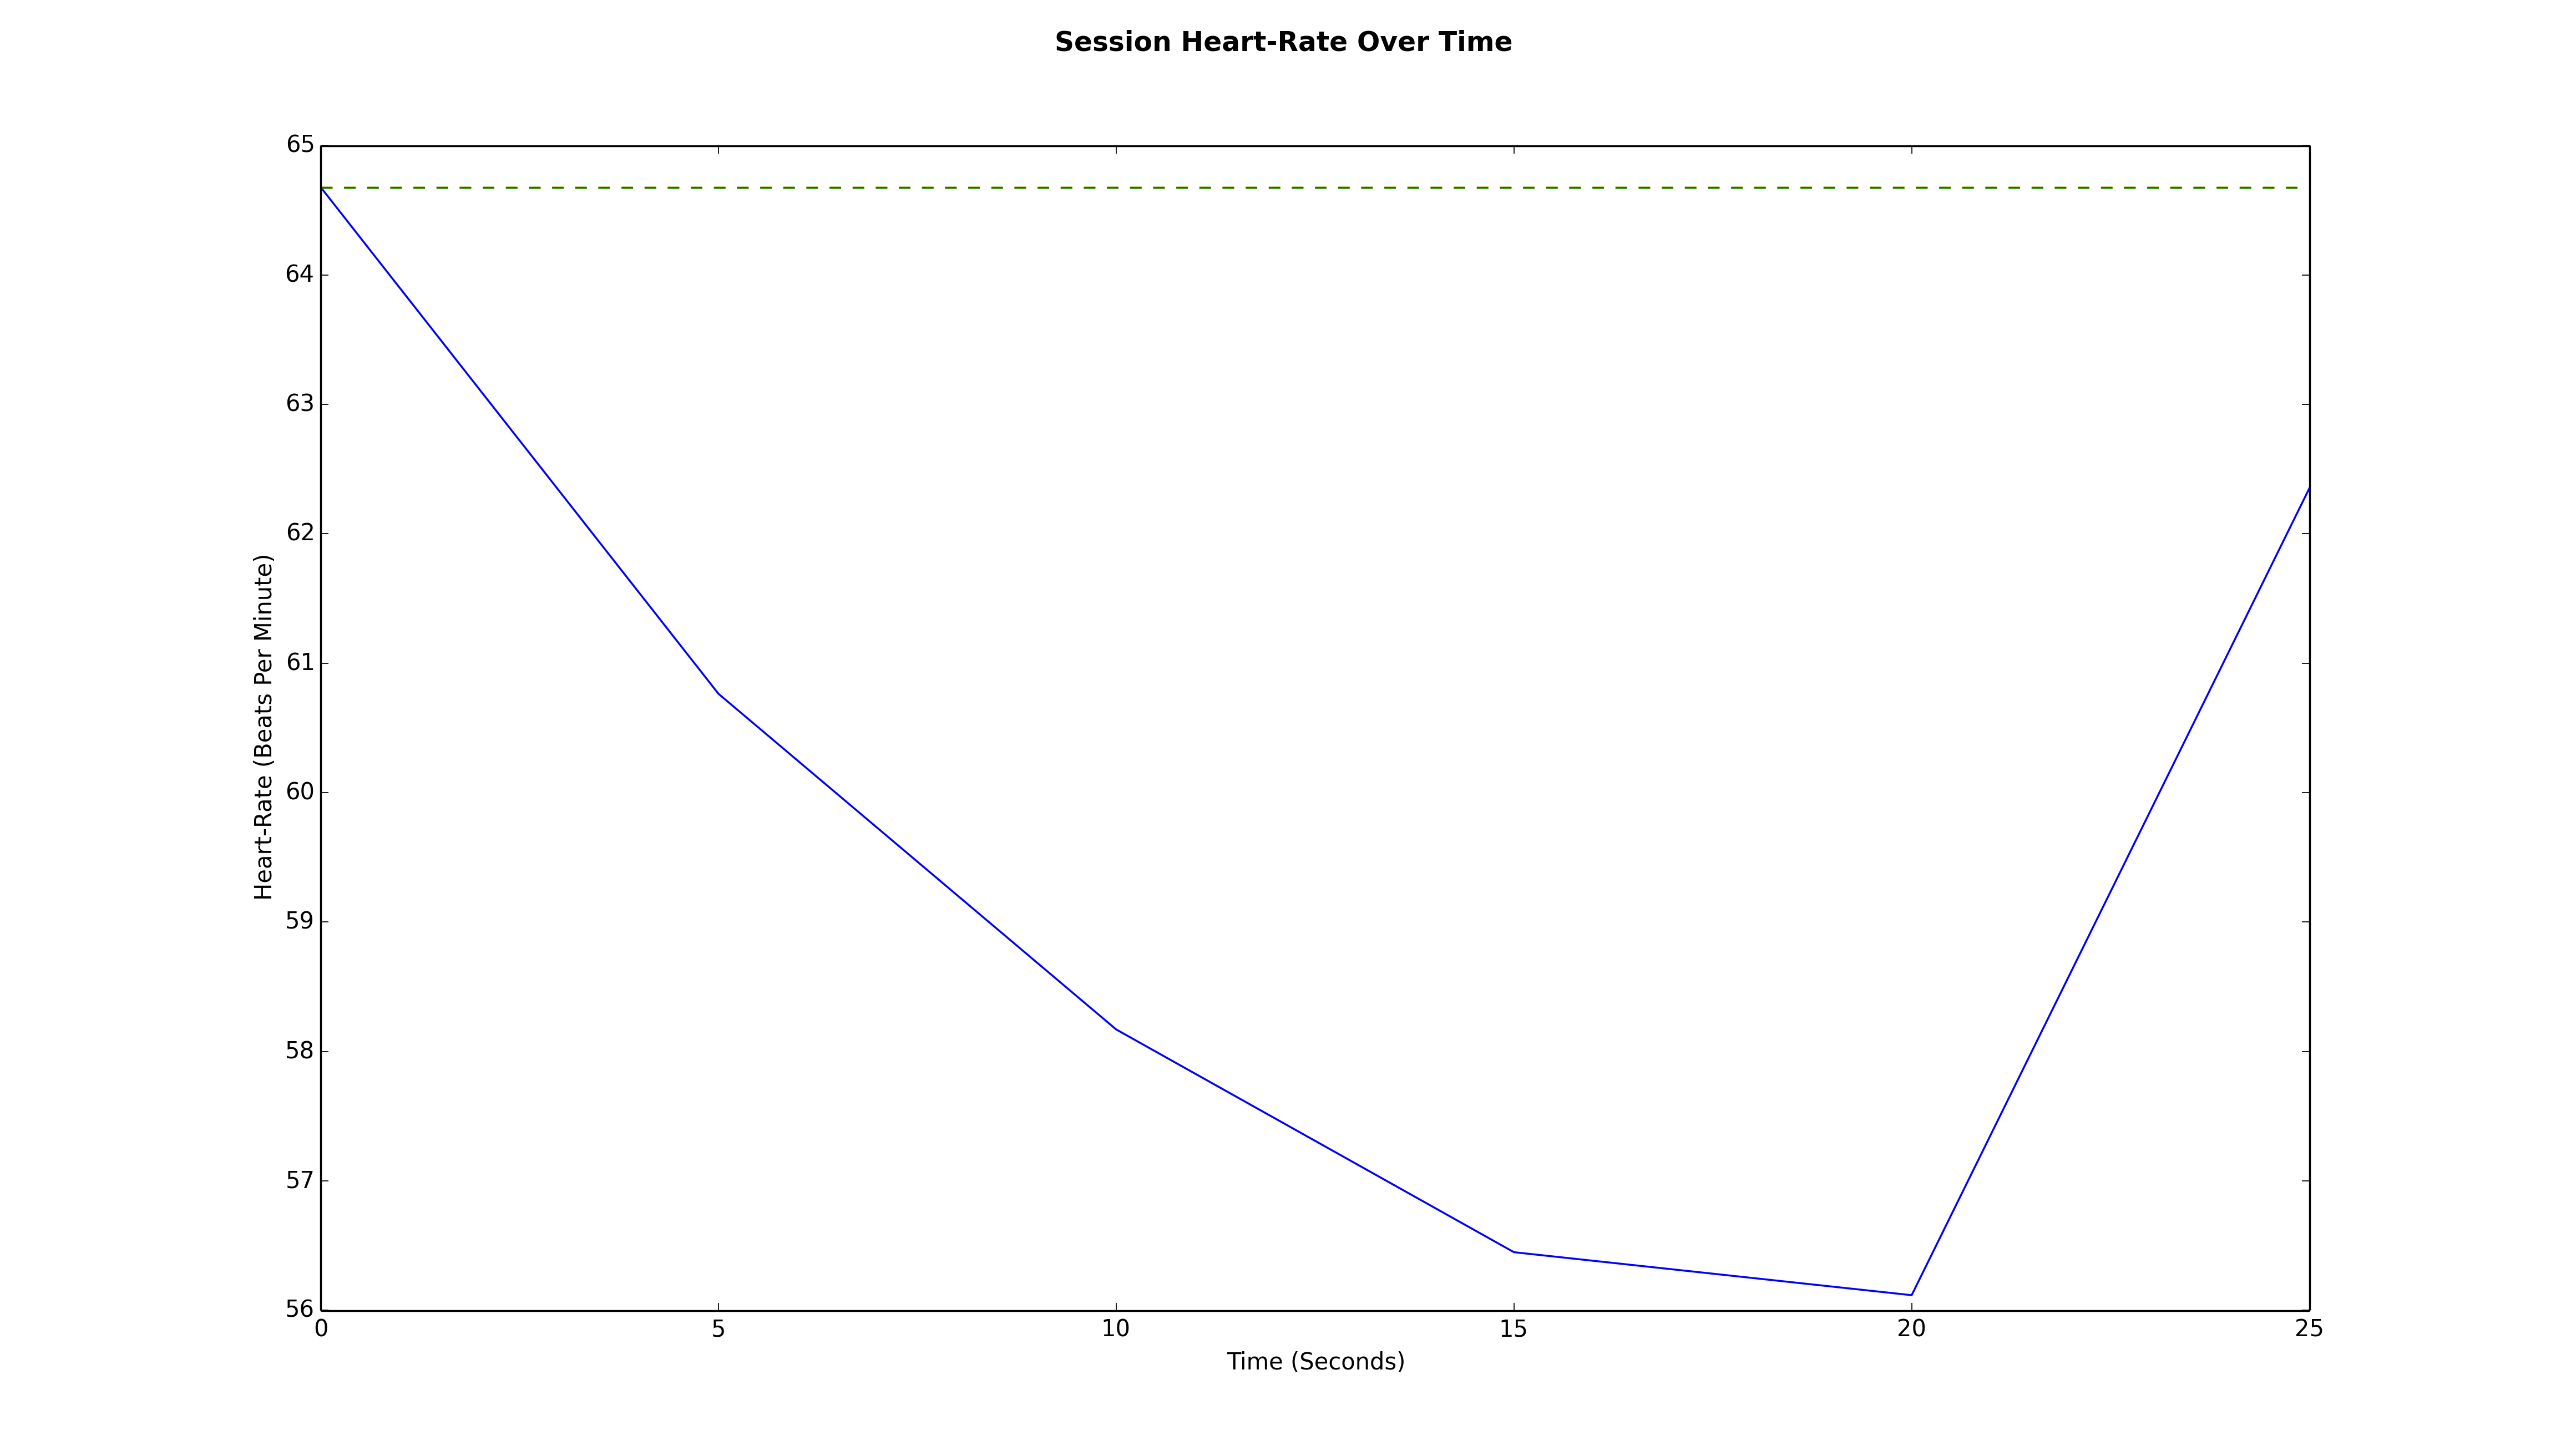 Session Heart-Rate Over Time
65
64
63
62
61
60
59
58
57
56
Heart-Rate (Beats Per Minute)
0 5 10 15 20 25
Time (Seconds)